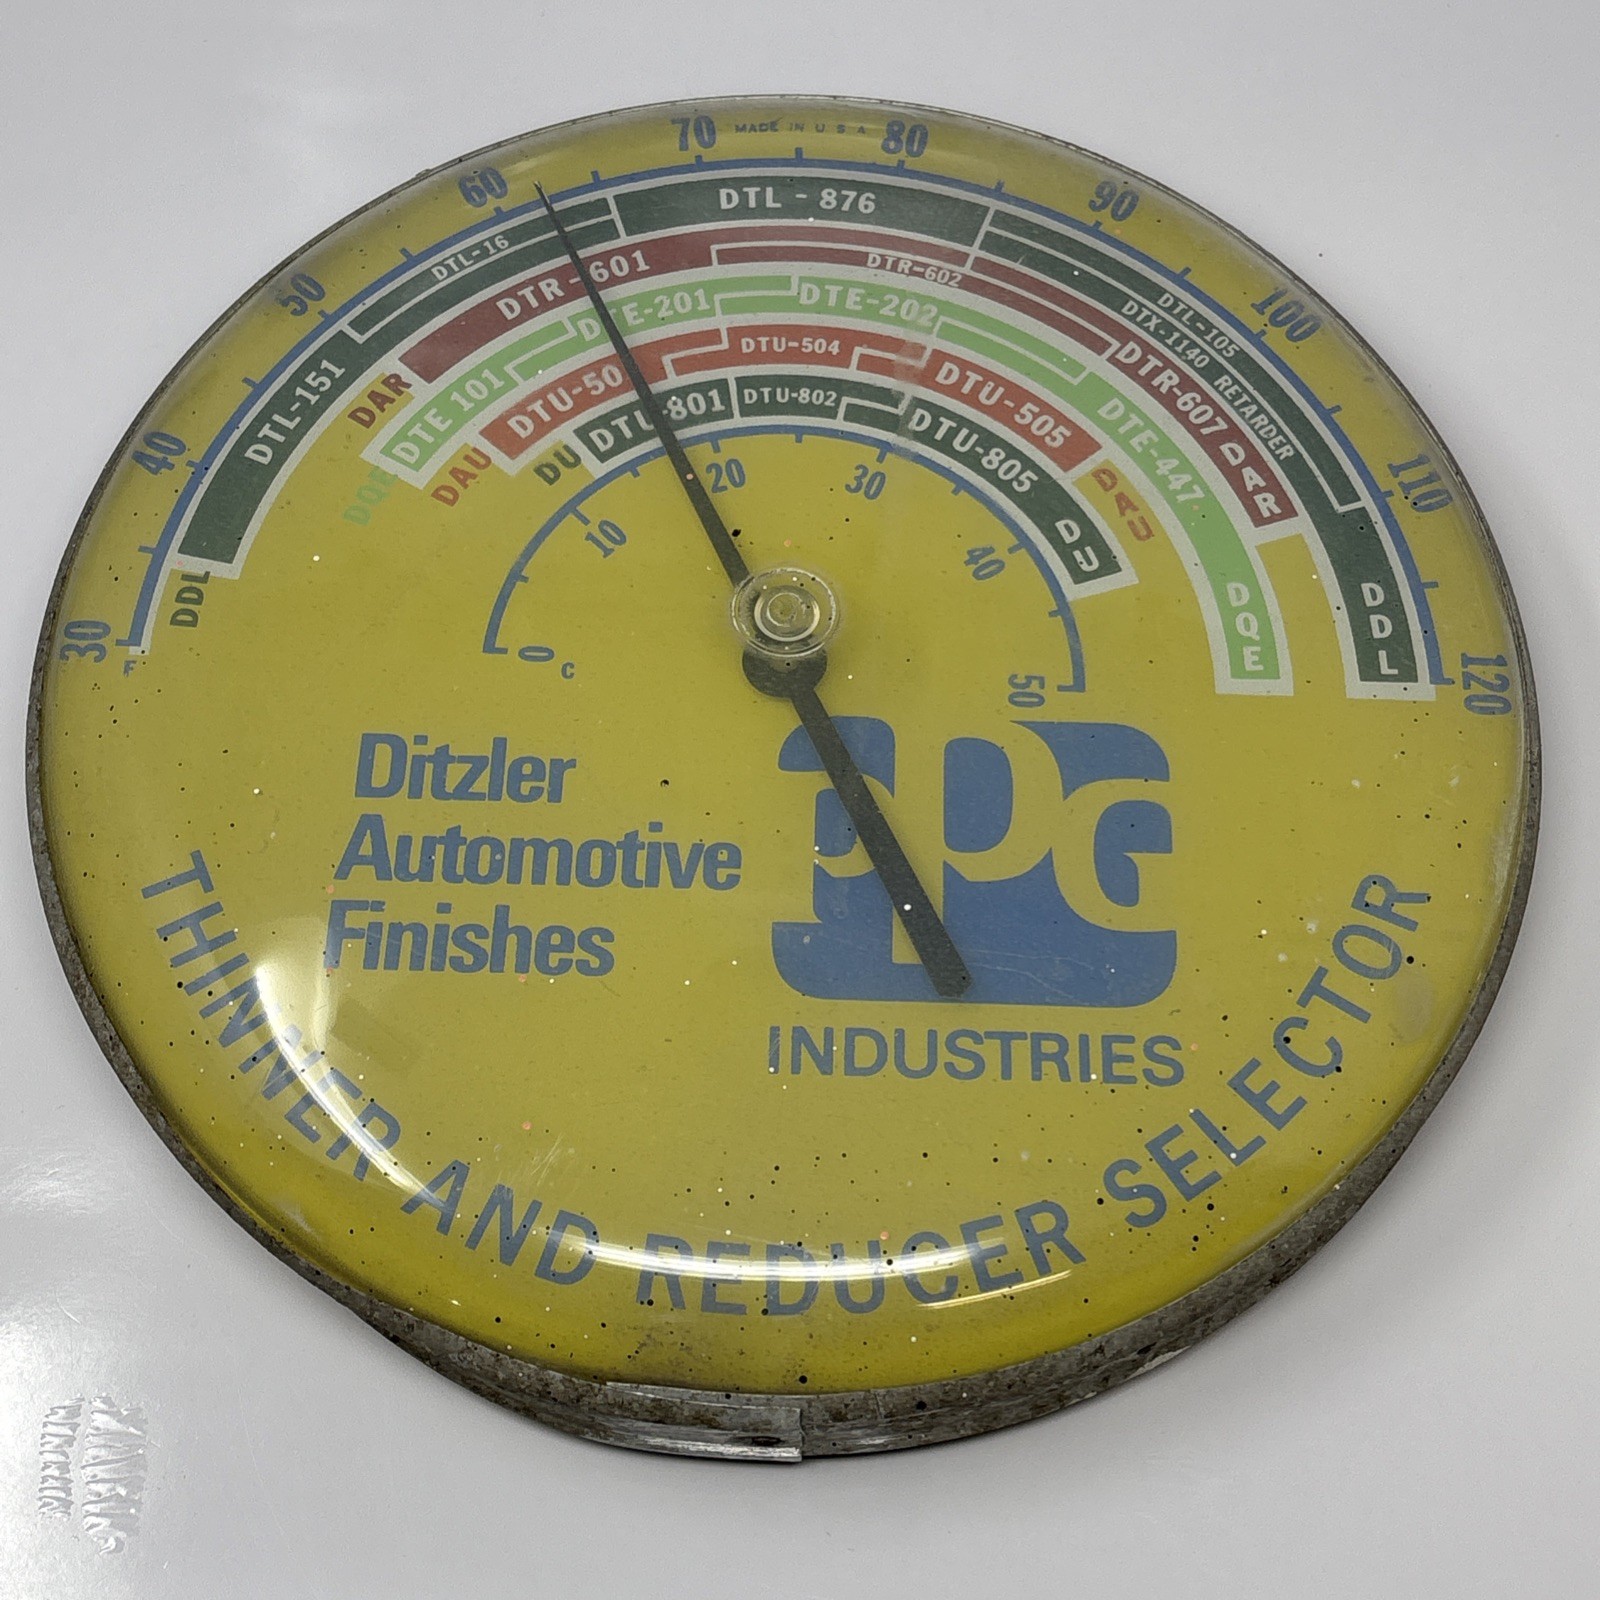 MADE IN U S A
30
40
50
60
70
80
90
100
110
120
F
DTL-151
DTL-16
DTL - 876
DTL-105
DTX-1140 RETARDER
DDL
DDL
DAR
DTR-601
DTR-602
DTR-607
DAR
DQE
DTE 101
DTE-201
DTE-202
DTE-447
DQE
DAU
DTU-504
DTU-505
DAU
DU
DTU-801
DTU-802
DTU-805
DU
0
10
20
30
40
50
C
Ditzler
Automotive
Finishes
PPG
INDUSTRIES
THINNER AND REDUCER SELECTOR